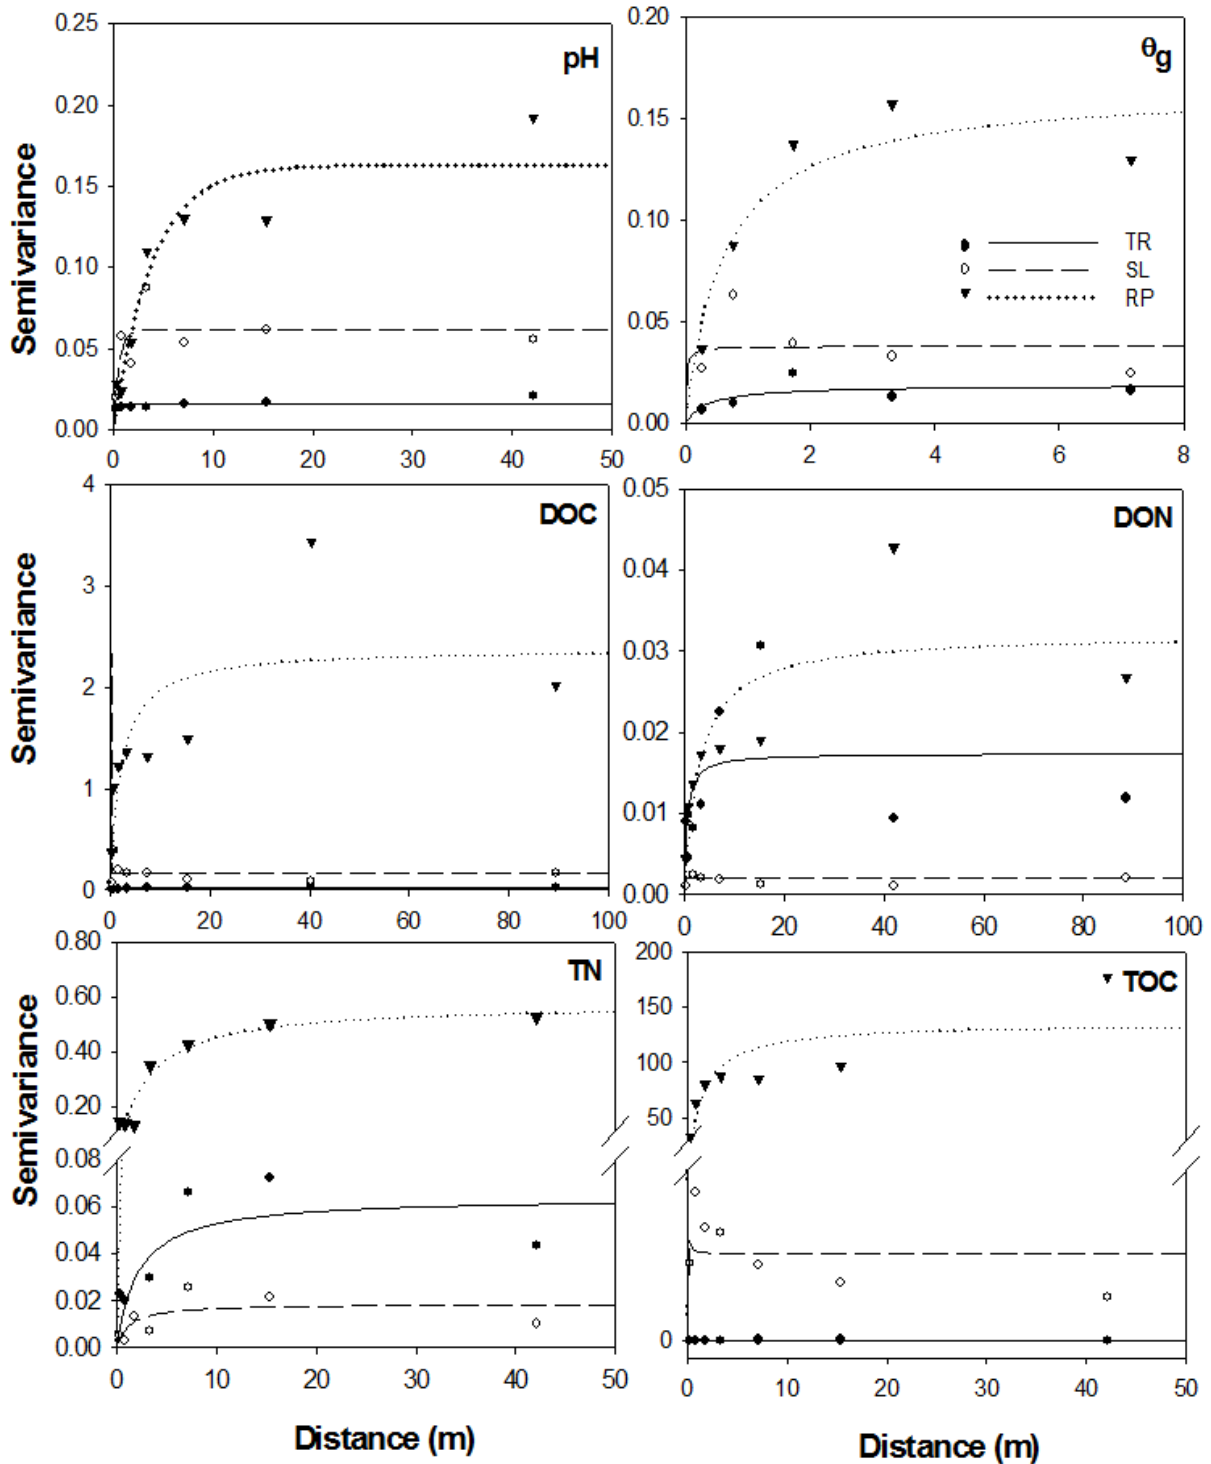 Semivariance
0.25
0.20
0.15
0.10
0.05
0.00
pH
0 10 20 30 40 50
0.20
0.15
0.10
0.05
0.00
θg
TR
SL
RP
0 2 4 6 8
Semivariance
4
3
2
1
0
DOC
0 20 40 60 80 100
0.05
0.04
0.03
0.02
0.01
0.00
DON
0 20 40 60 80 100
Semivariance
0.80
0.60
0.40
0.20
0.08
0.06
0.04
0.02
0.00
TN
0 10 20 30 40 50
Distance (m)
200
150
100
50
0
TOC
0 10 20 30 40 50
Distance (m)